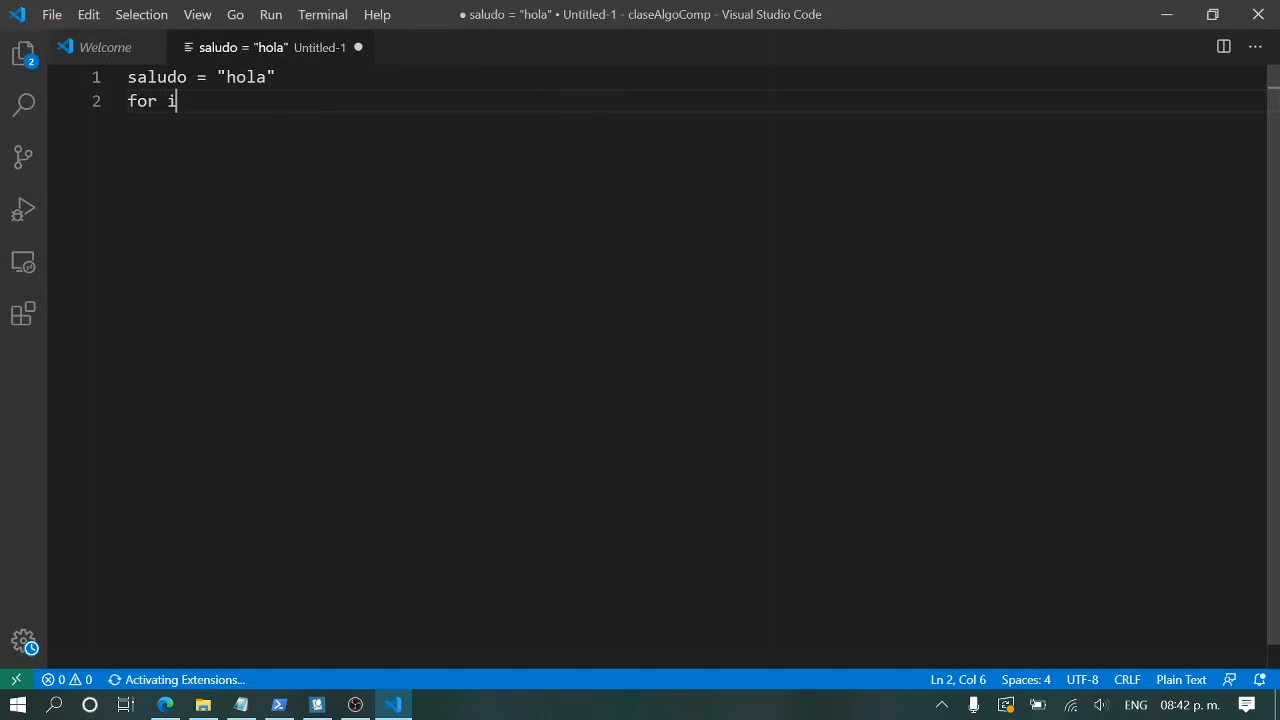 File Edit Selection View Go Run Terminal Help
● saludo = "hola" • Untitled-1 - claseAlgoComp - Visual Studio Code
Welcome
saludo = "hola" Untitled-1
1 saludo = "hola"
2 for i
2
0 0 Activating Extensions...
Ln 2, Col 6 Spaces: 4 UTF-8 CRLF Plain Text
ENG 08:42 p. m.